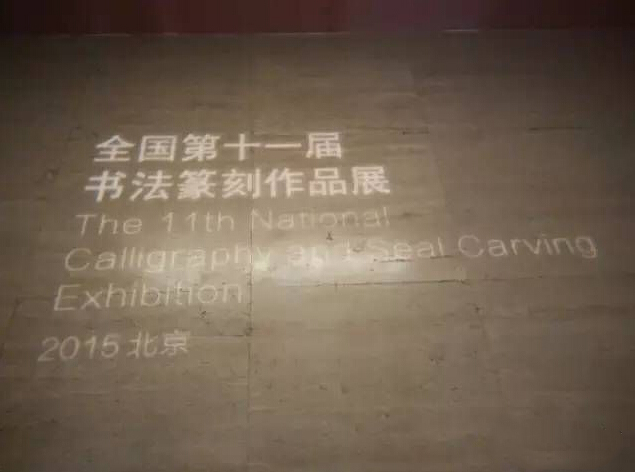 全国第十一届
书法篆刻作品展
The 11th National
Calligraphy and Seal Carving
Exhibition
2015 北京